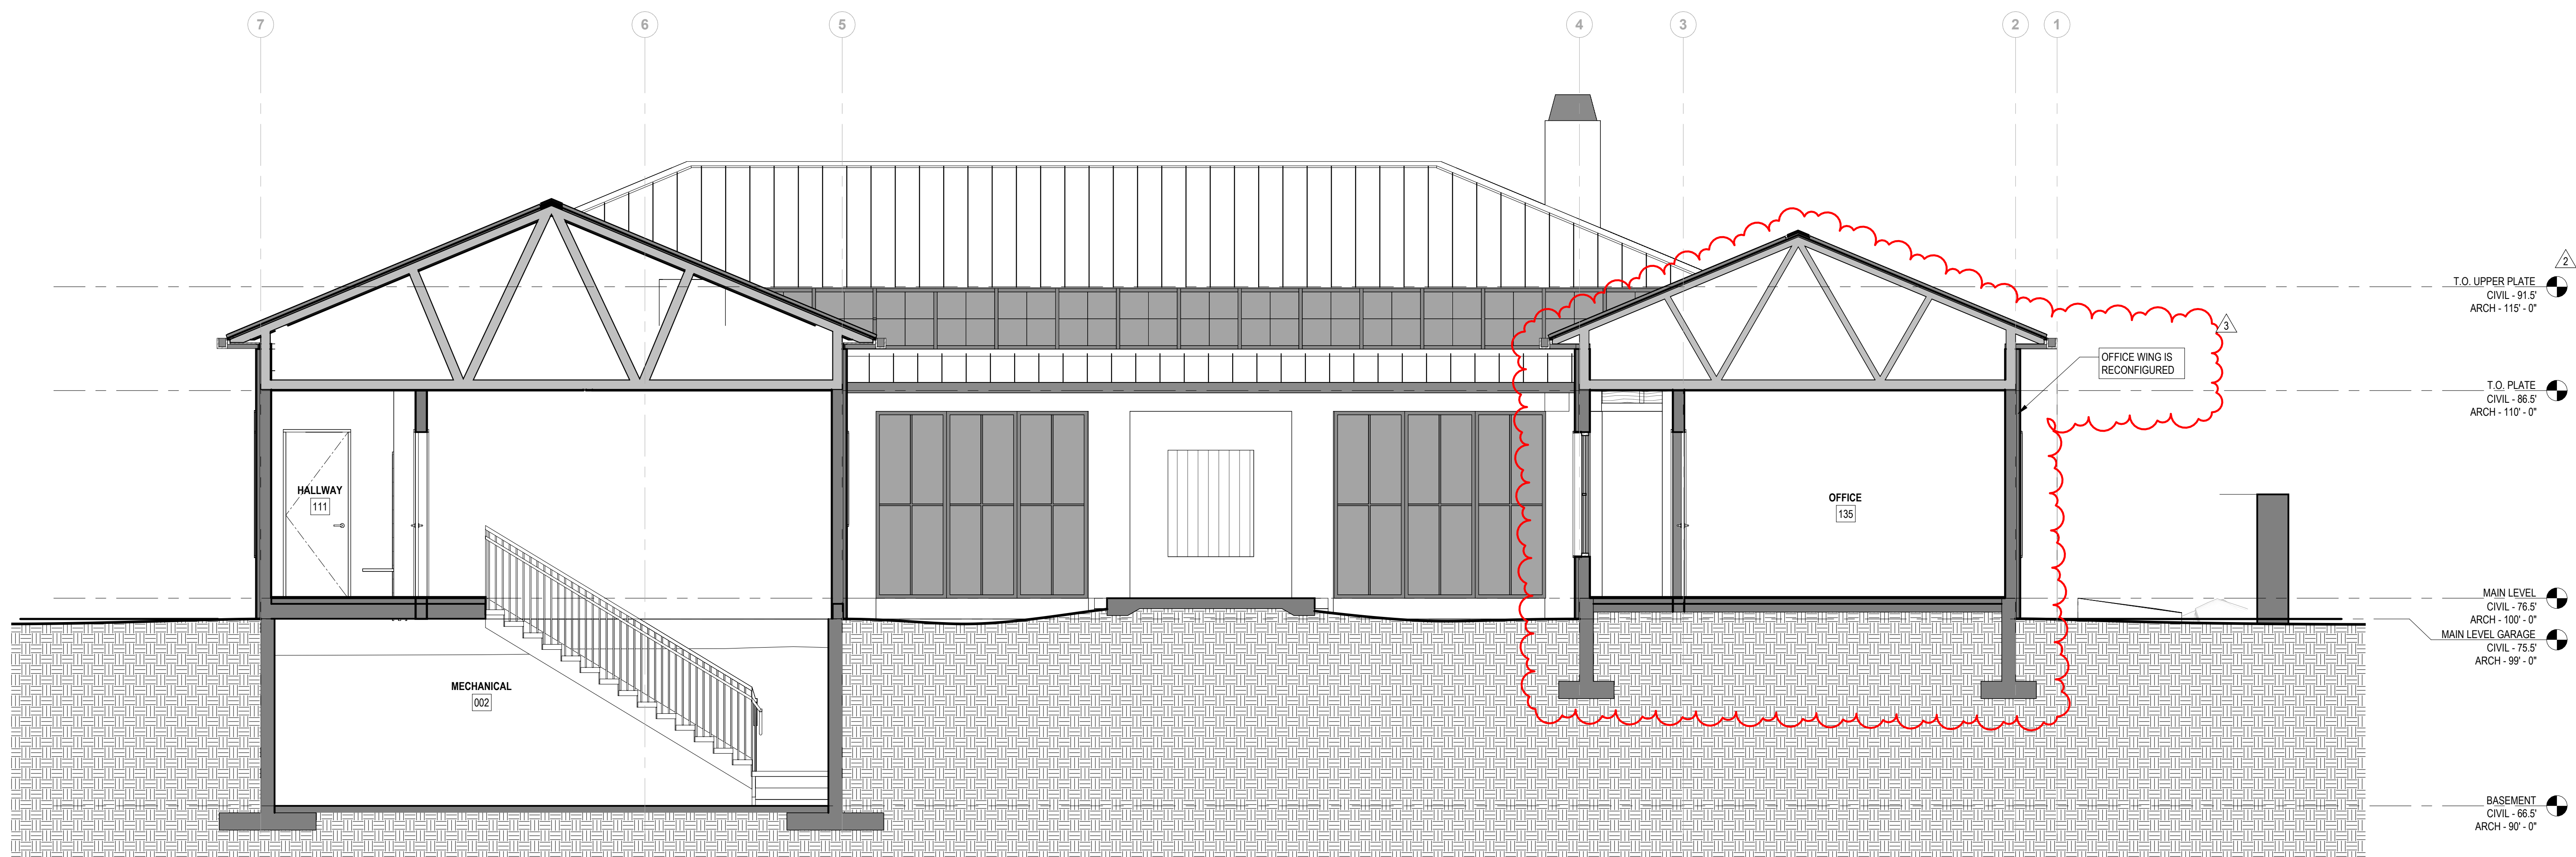 7 6 5 4 3 2 1
2
T.O. UPPER PLATE
CIVIL - 91.5'
ARCH - 115' - 0"
3
OFFICE WING IS
RECONFIGURED
T.O. PLATE
CIVIL - 86.5'
ARCH - 110' - 0"
HALLWAY
111
OFFICE
135
MAIN LEVEL
CIVIL - 76.5'
ARCH - 100' - 0"
MAIN LEVEL GARAGE
CIVIL - 75.5'
ARCH - 99' - 0"
MECHANICAL
002
BASEMENT
CIVIL - 66.5'
ARCH - 90' - 0"